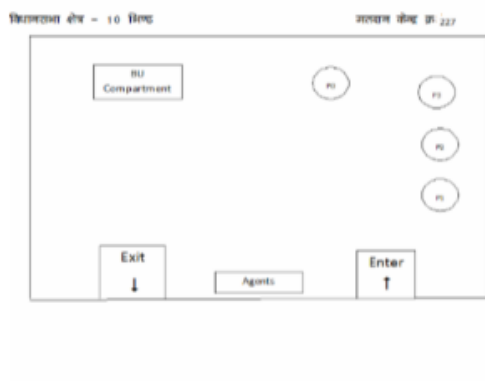 विधानसभा क्षेत्र - 10 भिण्ड
मतदान केन्द्र क्र 227
BU
Compartment
Exit
↓
Agents
Enter
↑